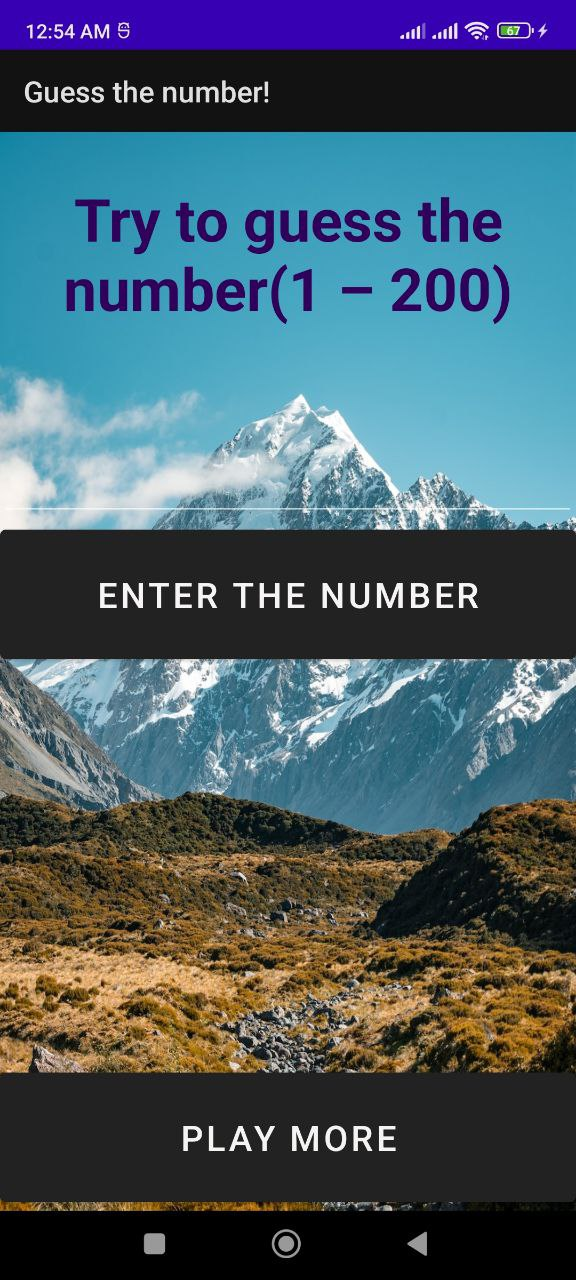 12:54 AM
67
Guess the number!
Try to guess the
number(1 – 200)
ENTER THE NUMBER
PLAY MORE